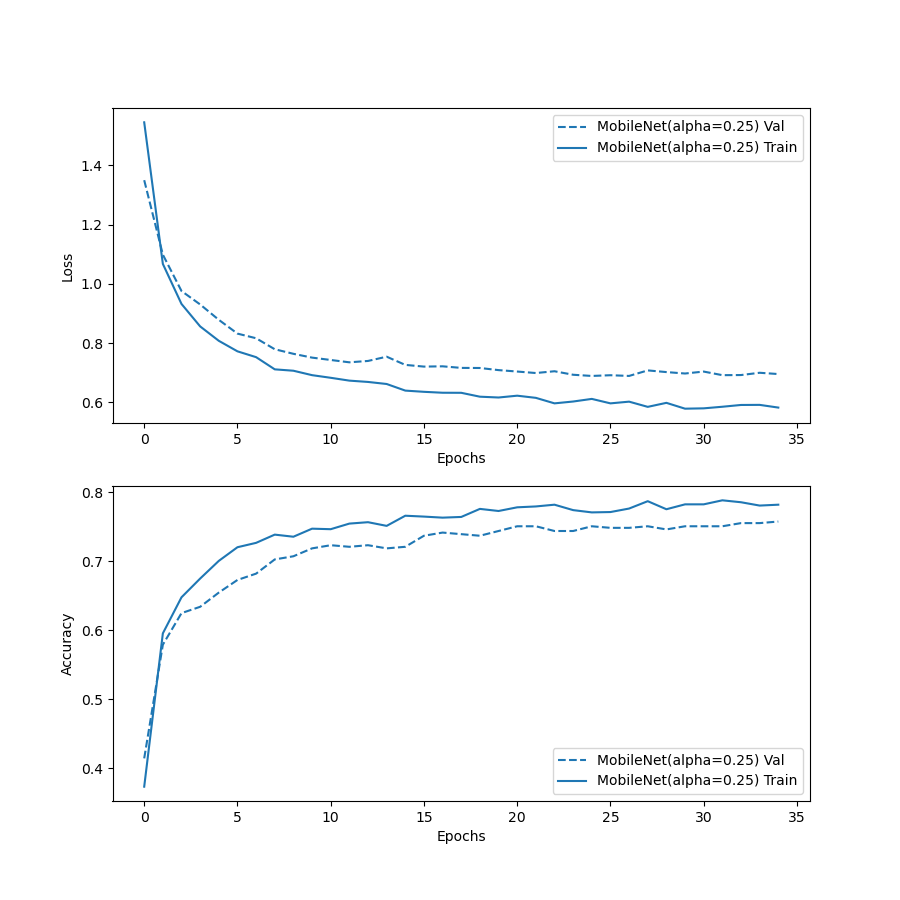 MobileNet(alpha=0.25) Val
MobileNet(alpha=0.25) Train
1.4
1.2
1.0
0.8
0.6
Loss
0 5 10 15 20 25 30 35
Epochs
0.8
0.7
0.6
0.5
0.4
Accuracy
MobileNet(alpha=0.25) Val
MobileNet(alpha=0.25) Train
0 5 10 15 20 25 30 35
Epochs